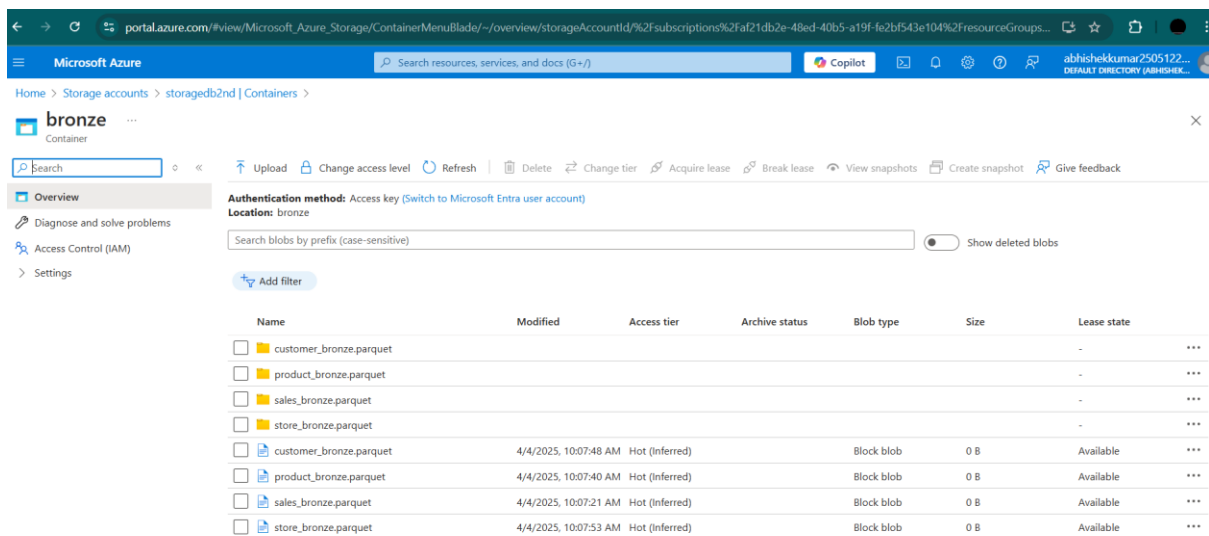 portal.azure.com/#view/Microsoft_Azure_Storage/ContainerMenuBlade/~/overview/storageAccountId/%2Fsubscriptions%2Faf21db2e-48ed-40b5-a19f-fe2bf543e104%2FresourceGroups...
Microsoft Azure Search resources, services, and docs (G+/) Copilot abhishekkumar2505122...
DEFAULT DIRECTORY (ABHISHEK...
Home > Storage accounts > storagedb2nd | Containers >
bronze ...
Container
Search Upload Change access level Refresh Delete Change tier Acquire lease Break lease View snapshots Create snapshot Give feedback
Overview
Diagnose and solve problems
Access Control (IAM)
Settings
Authentication method: Access key (Switch to Microsoft Entra user account)
Location: bronze
Search blobs by prefix (case-sensitive) Show deleted blobs
Add filter
Name Modified Access tier Archive status Blob type Size Lease state
customer_bronze.parquet - ...
product_bronze.parquet - ...
sales_bronze.parquet - ...
store_bronze.parquet - ...
customer_bronze.parquet 4/4/2025, 10:07:48 AM Hot (Inferred) Block blob 0 B Available ...
product_bronze.parquet 4/4/2025, 10:07:40 AM Hot (Inferred) Block blob 0 B Available ...
sales_bronze.parquet 4/4/2025, 10:07:21 AM Hot (Inferred) Block blob 0 B Available ...
store_bronze.parquet 4/4/2025, 10:07:53 AM Hot (Inferred) Block blob 0 B Available ...